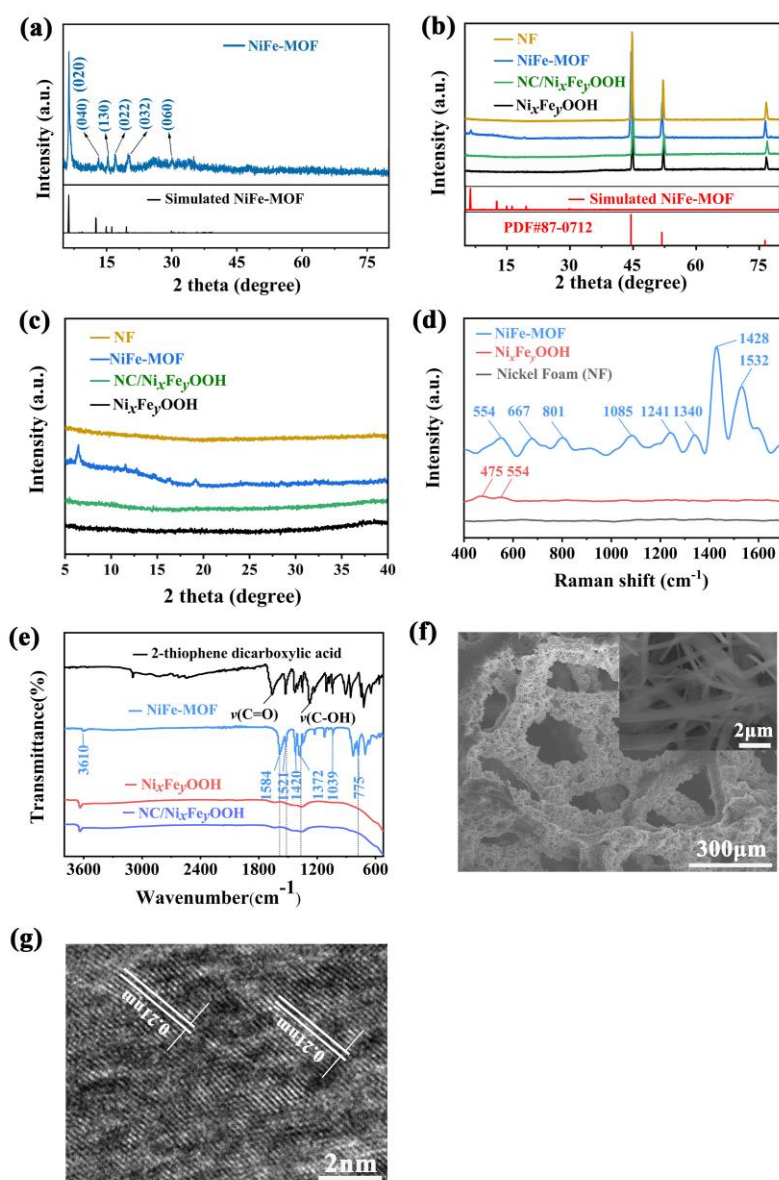 (a)
NiFe-MOF
(020)
(040)
(130)
(022)
(032)
(060)
Simulated NiFe-MOF
Intensity (a.u.)
15 30 45 60 75
2 theta (degree)
(b)
NF
NiFe-MOF
NC/NixFeyOOH
NixFeyOOH
Simulated NiFe-MOF
PDF#87-0712
Intensity (a.u.)
15 30 45 60 75
2 theta (degree)
(c)
NF
NiFe-MOF
NC/NixFeyOOH
NixFeyOOH
Intensity (a.u.)
5 10 15 20 25 30 35 40
2 theta (degree)
(d)
NiFe-MOF
NixFeyOOH
Nickel Foam (NF)
1428
1532
554 667 801 1085 1241 1340
475 554
Intensity (a.u.)
400 600 800 1000 1200 1400 1600
Raman shift (cm-1)
(e)
2-thiophene dicarboxylic acid
ν(C=O)
ν(C-OH)
NiFe-MOF
3610
1584
1521
1420
1372
1039
775
NixFeyOOH
NC/NixFeyOOH
Transmittance(%)
3800 3000 2400 1800 1200 600
Wavenumber(cm-1)
(f)
2μm
300μm
(g)
0.21nm
0.21nm
2nm